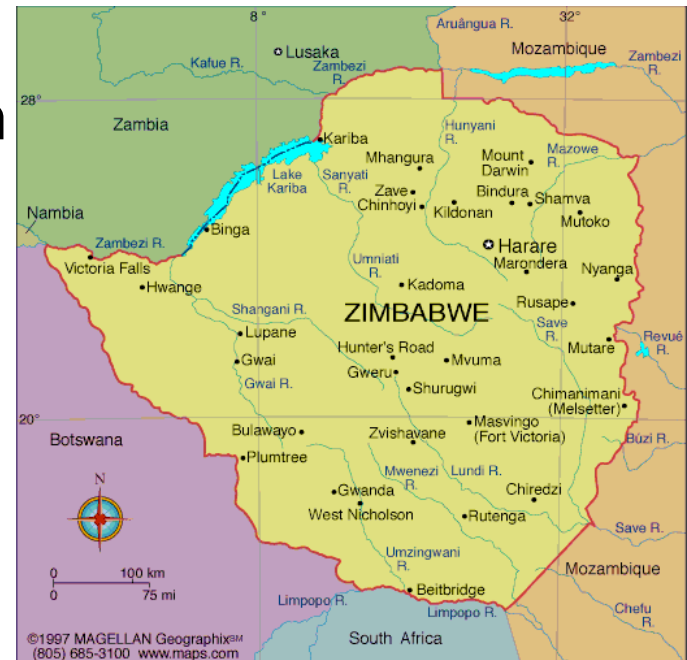 8°
32°
Aruângua R.
Lusaka
Mozambique
Kafue R.
Zambezi
R.
Zambezi
R.
28°
n
Zambia
Kariba
Hunyani
R.
Mhangura
Mount
Darwin
Mazowe
R.
Lake
Kariba
Sanyati
R.
Zave
Chinhoyi
Kildonan
Bindura
Shamva
Mutoko
Nambia
Binga
Zambezi R.
Harare
Victoria Falls
Umniati
R.
Marondera
Nyanga
Hwange
Kadoma
Shangani R.
ZIMBABWE
Rusape
Save
R.
Revué
R.
Lupane
Hunter's Road
Mutare
Gwai
Mvuma
Gweru
Gwai R.
Shurugwi
Chimanimani
(Melsetter)
20°
Botswana
Bulawayo
Zvishavane
Masvingo
(Fort Victoria)
Búzi R.
Plumtree
Mwenezi
R.
Lundi R.
N
Gwanda
Chiredzi
West Nicholson
Rutenga
Save R.
Umzingwani
R.
0 100 km
0 75 mi
Beitbridge
Mozambique
Limpopo R.
Limpopo R.
Chefu
R.
©1997 MAGELLAN Geographix℠
(805) 685-3100 www.maps.com
South Africa